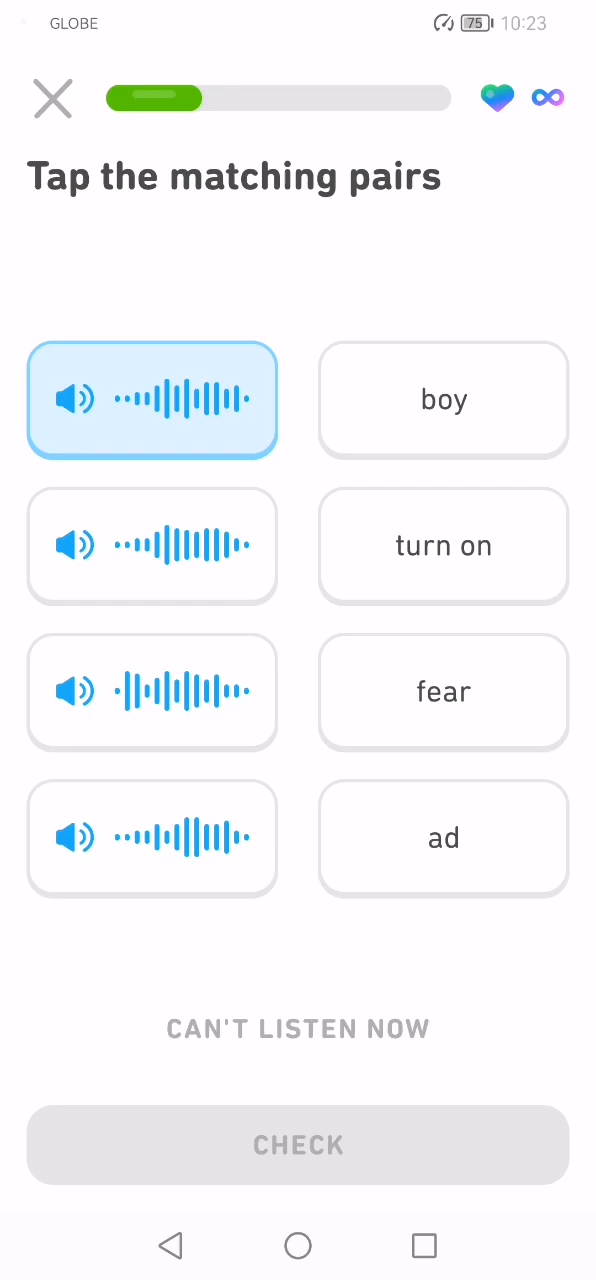 GLOBE
75 10:23
Tap the matching pairs
boy
turn on
fear
ad
CAN'T LISTEN NOW
CHECK